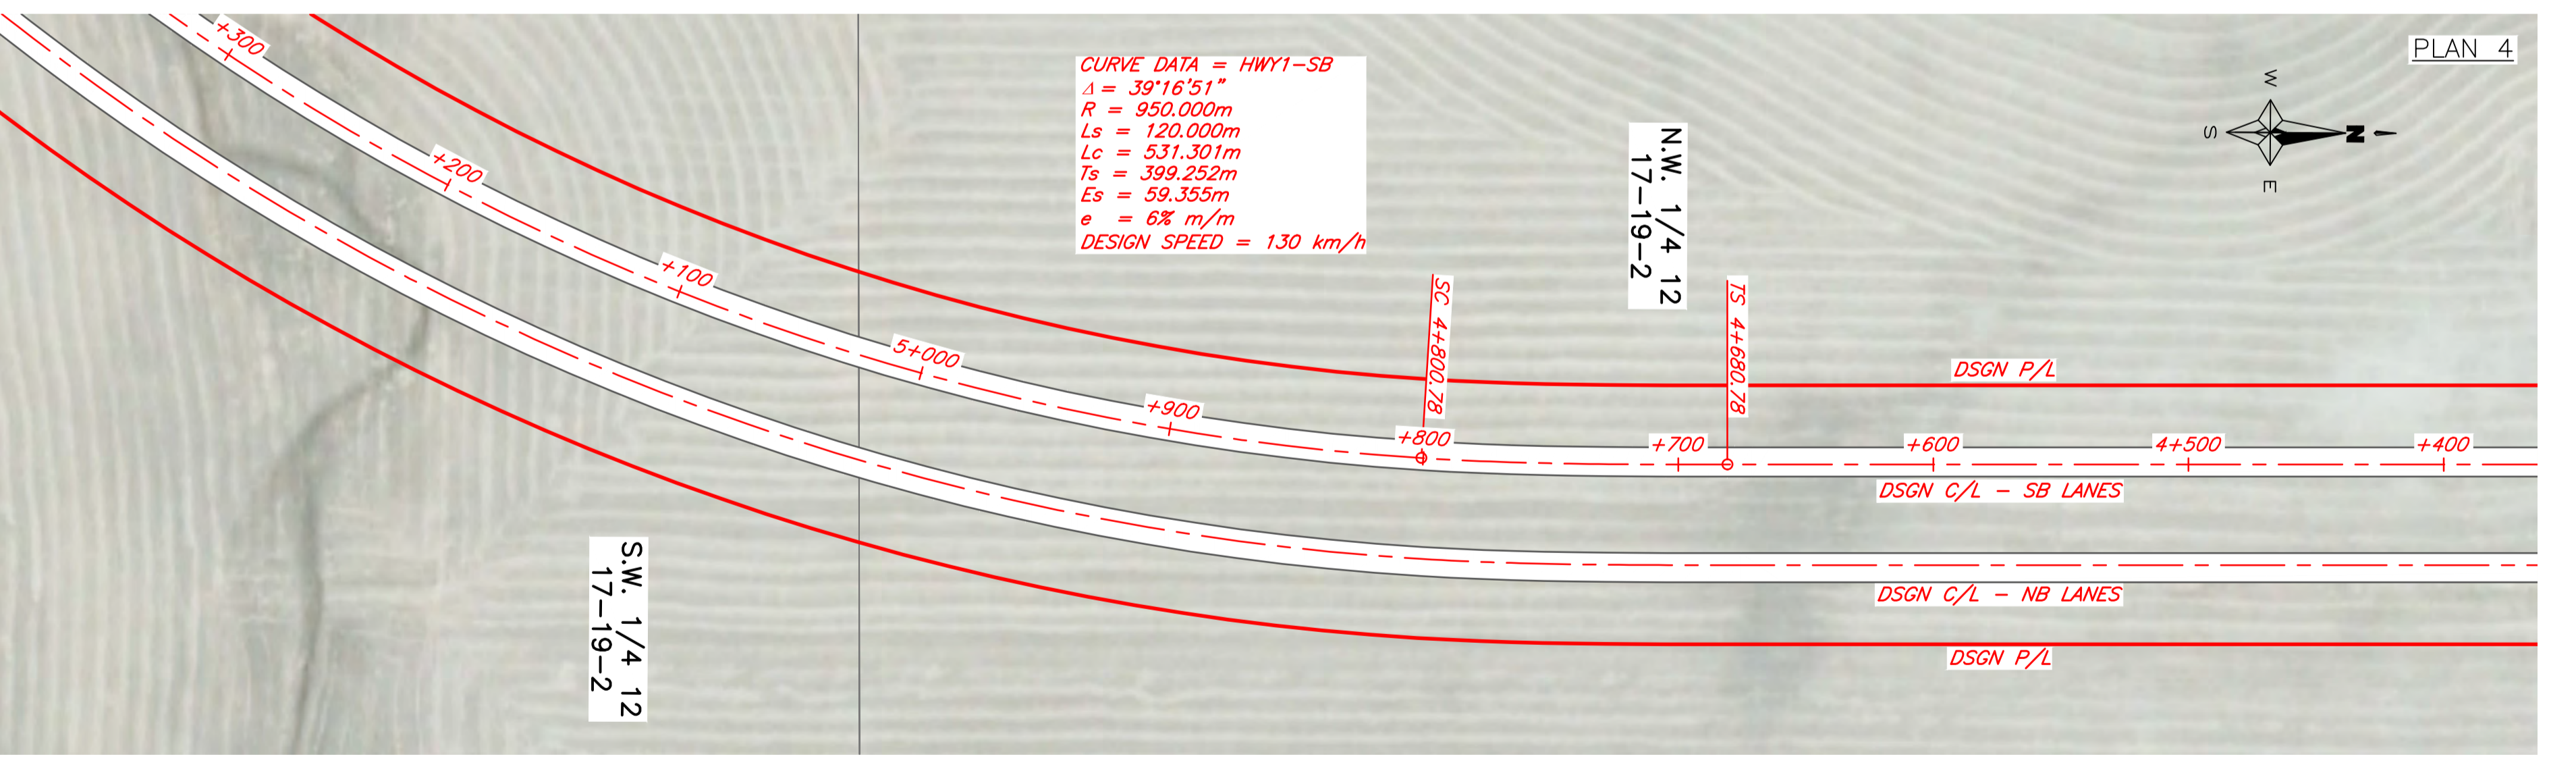 PLAN 4
W
S
N
E
CURVE DATA = HWY1-SB
Δ = 39°16'51"
R = 950.000m
Ls = 120.000m
Lc = 531.301m
Ts = 399.252m
Es = 59.355m
e = 6% m/m
DESIGN SPEED = 130 km/h
N.W. 1/4 12
17-19-2
+300
+200
+100
5+000
+900
+800
+700
+600
4+500
+400
SC 4+800.78
TS 4+680.78
DSGN P/L
DSGN C/L - SB LANES
DSGN C/L - NB LANES
DSGN P/L
S.W. 1/4 12
17-19-2